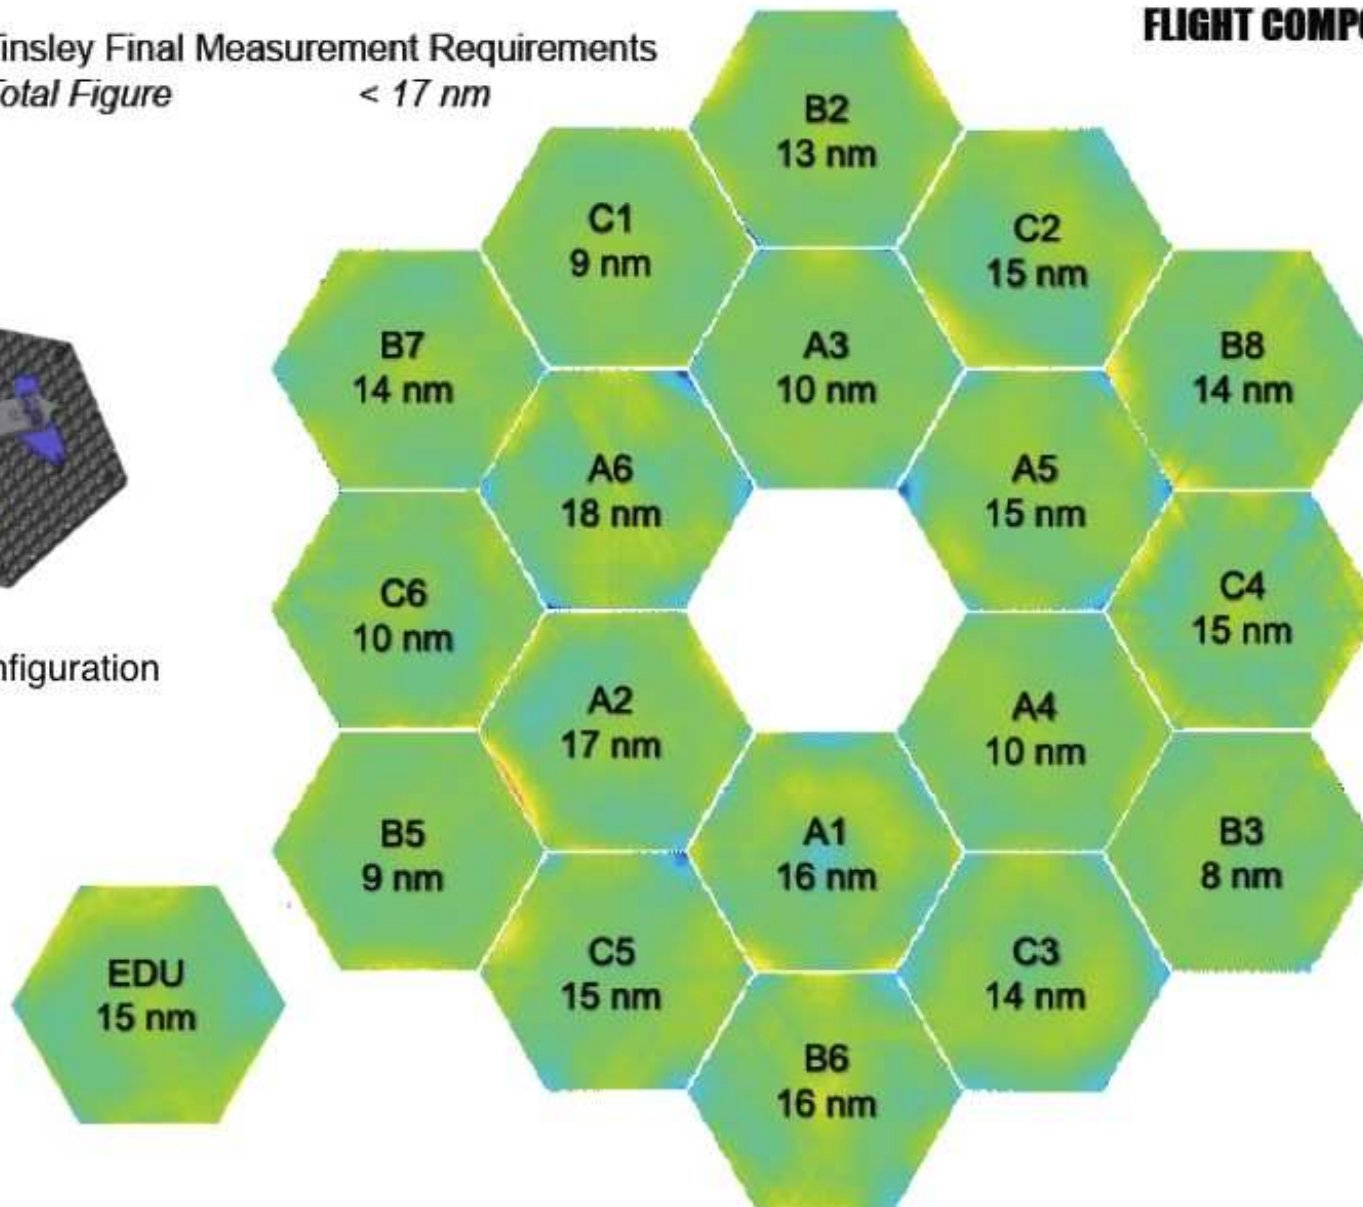 insley Final Measurement Requirements
otal Figure < 17 nm
FLIGHT COMPO
B2
13 nm
C1
9 nm
C2
15 nm
B7
14 nm
A3
10 nm
B8
14 nm
A6
18 nm
A5
15 nm
C6
10 nm
C4
15 nm
nfiguration
A2
17 nm
A4
10 nm
B5
9 nm
A1
16 nm
B3
8 nm
EDU
15 nm
C5
15 nm
C3
14 nm
B6
16 nm